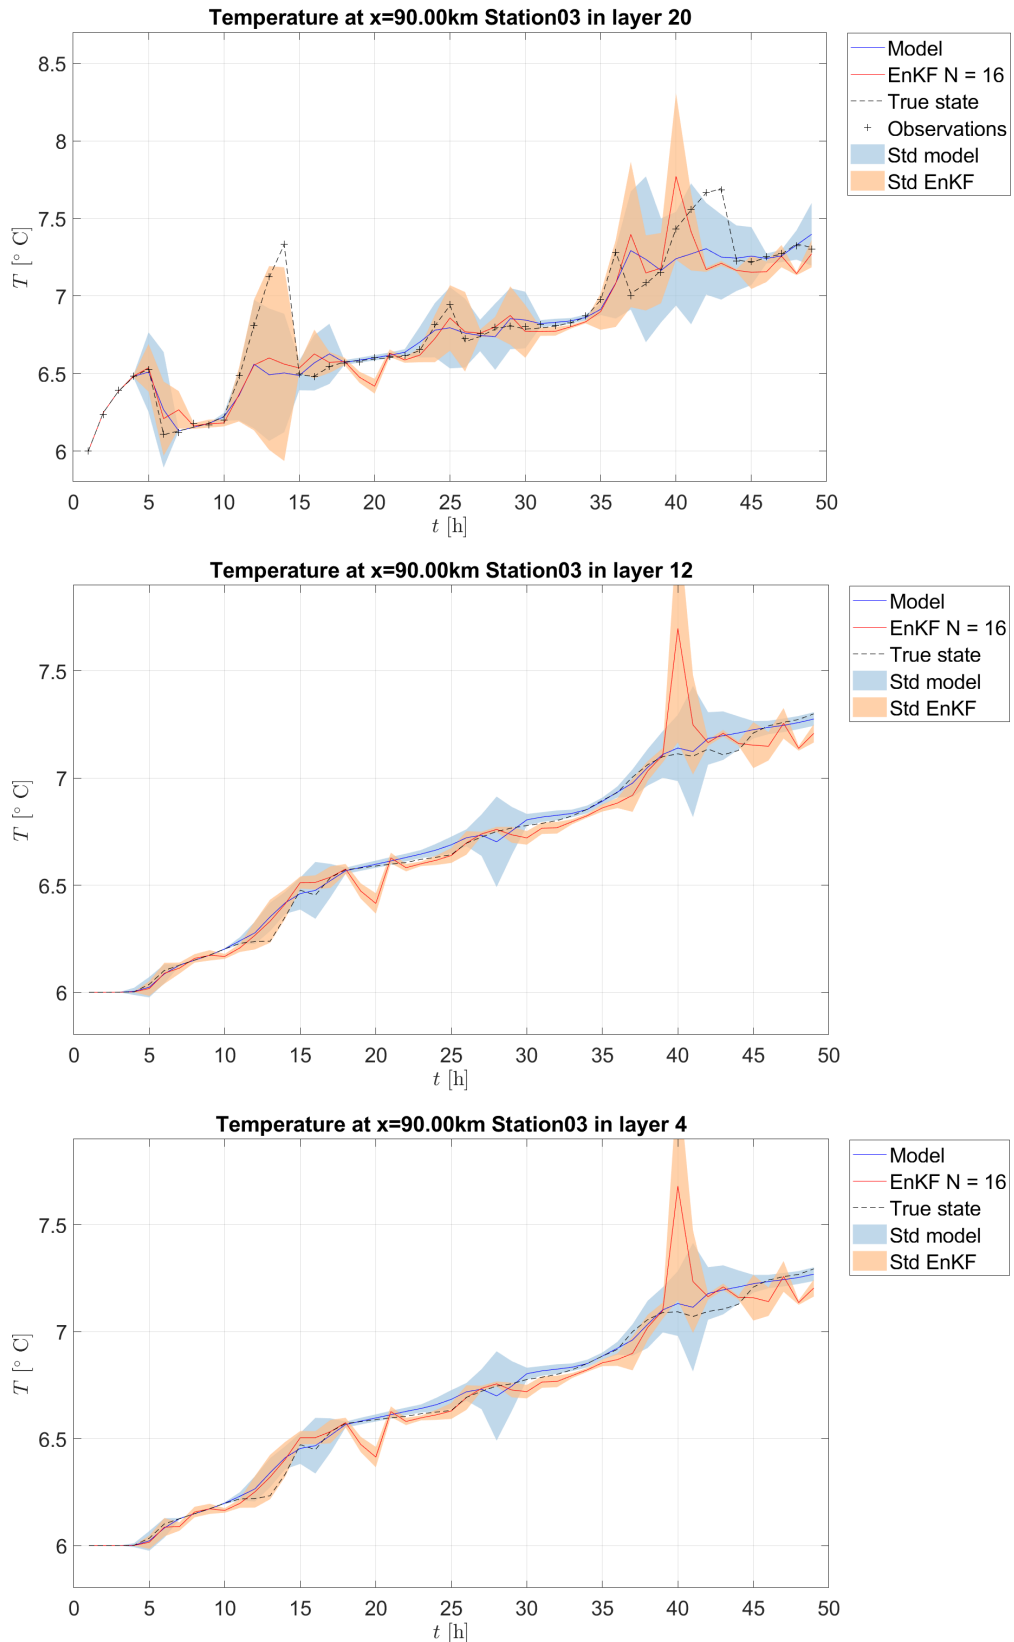 Temperature at x=90.00km Station03 in layer 20
8.5
8
7.5
7
6.5
6
T [° C]
0 5 10 15 20 25 30 35 40 45 50
t [h]
Model
EnKF N = 16
True state
Observations
Std model
Std EnKF
Temperature at x=90.00km Station03 in layer 12
7.5
7
6.5
6
T [° C]
0 5 10 15 20 25 30 35 40 45 50
t [h]
Model
EnKF N = 16
True state
Std model
Std EnKF
Temperature at x=90.00km Station03 in layer 4
7.5
7
6.5
6
T [° C]
0 5 10 15 20 25 30 35 40 45 50
t [h]
Model
EnKF N = 16
True state
Std model
Std EnKF